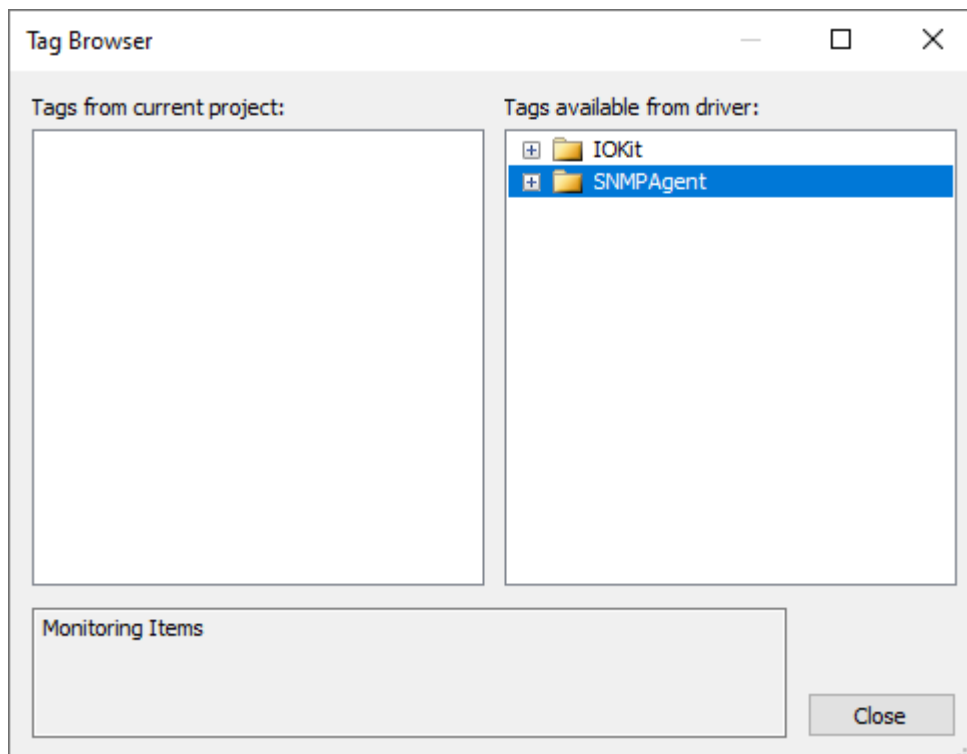 Tag Browser
Tags from current project:
Tags available from driver:
IOKit
SNMPAgent
Monitoring Items
Close